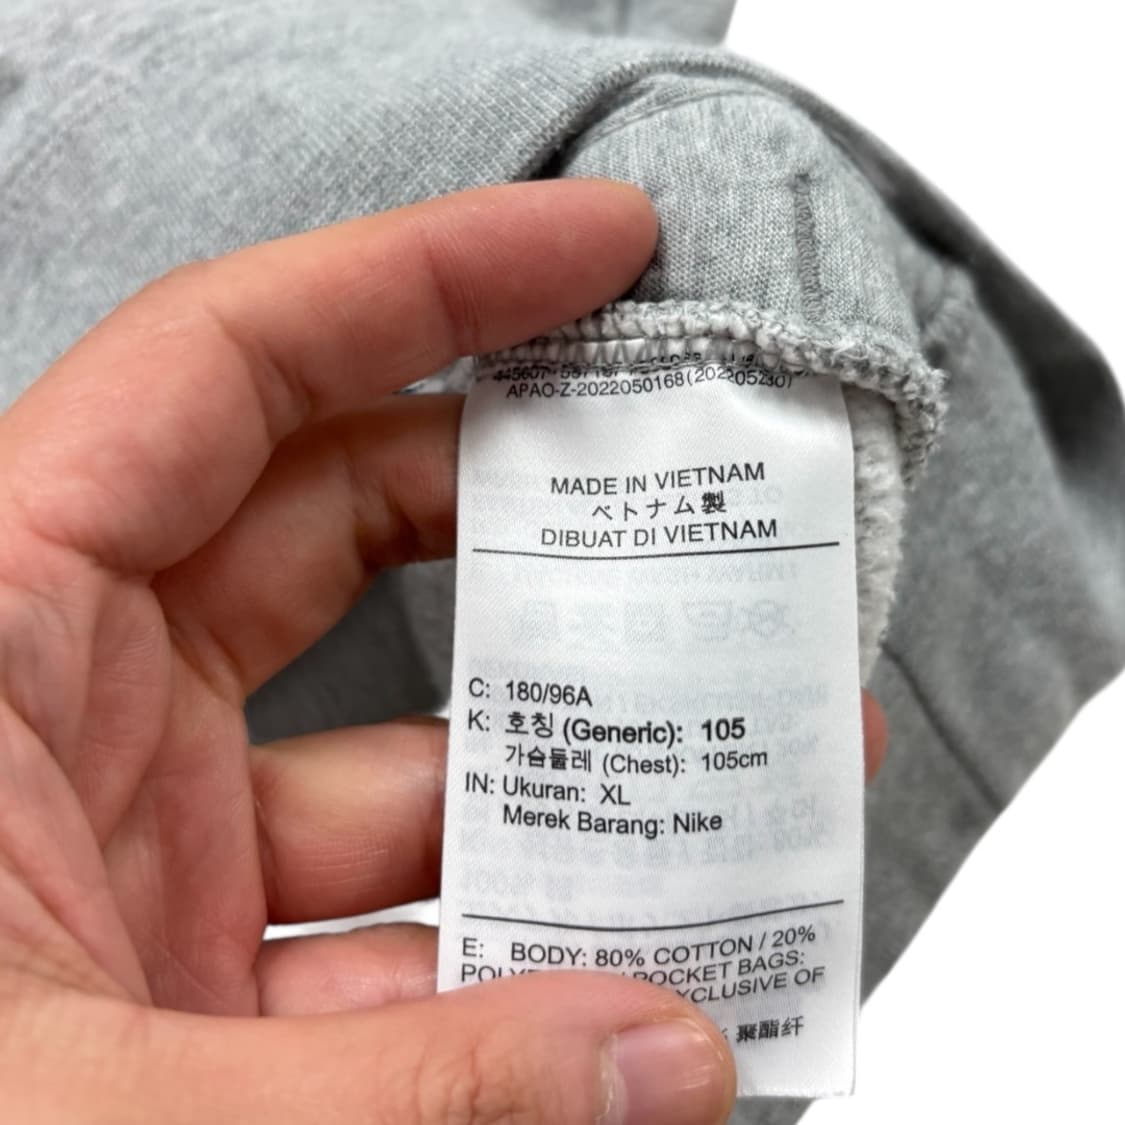 APAO-Z-2022050168(202205230)
MADE IN VIETNAM
ベトナム製
DIBUAT DI VIETNAM
C: 180/96A
K: 호칭 (Generic): 105
가슴둘레 (Chest): 105cm
IN: Ukuran: XL
Merek Barang: Nike
E: BODY: 80% COTTON / 20%
POCKET BAGS:
EXCLUSIVE OF
聚酯纤